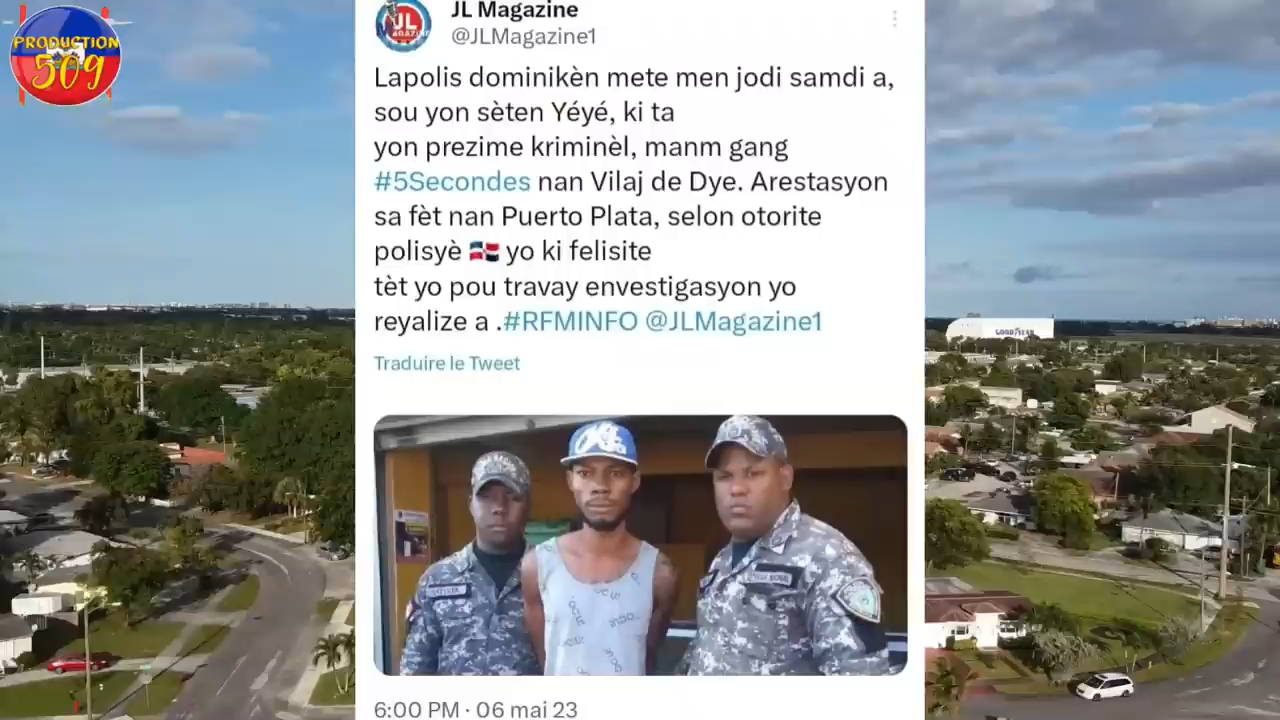 PRODUCTION
509
JL Magazine
@JLMagazine1
Lapolis dominikèn mete men jodi samdi a,
sou yon sèten Yéyé, ki ta
yon prezime kriminèl, manm gang
#5Secondes nan Vilaj de Dye. Arestasyon
sa fèt nan Puerto Plata, selon otorite
polisyè 🇩🇴 yo ki felisite
tèt yo pou travay envestigasyon yo
reyalize a .#RFMINFO @JLMagazine1
Traduire le Tweet
GOODYEAR
6:00 PM · 06 mai 23